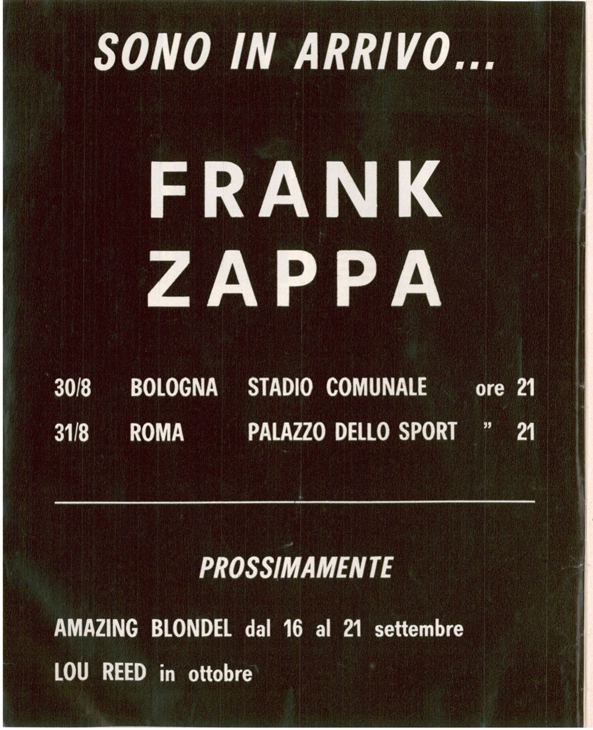 SONO IN ARRIVO...
FRANK
ZAPPA
30/8 BOLOGNA STADIO COMUNALE ore 21
31/8 ROMA PALAZZO DELLO SPORT ” 21
PROSSIMAMENTE
AMAZING BLONDEL dal 16 al 21 settembre
LOU REED in ottobre